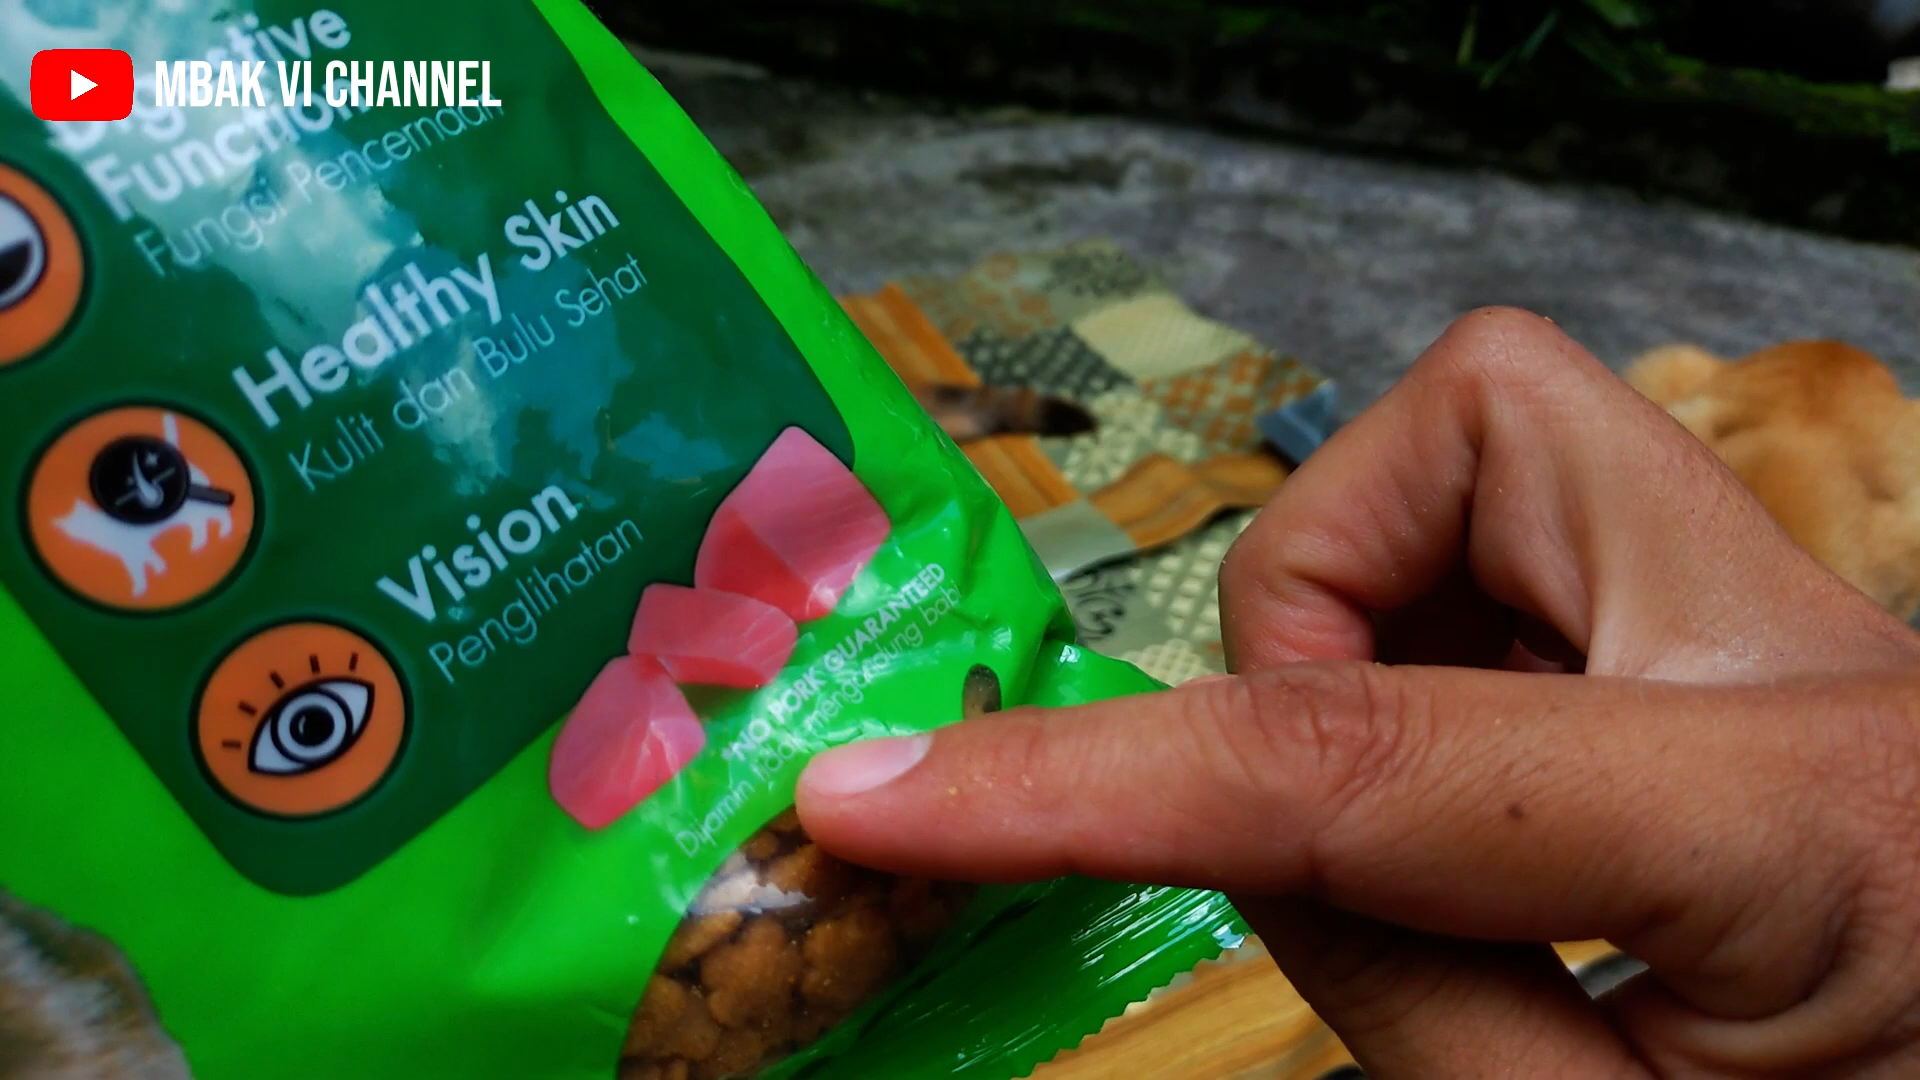 MBAK VI CHANNEL
Digestive
Function
Fungsi Pencernaan
Healthy Skin
Kulit dan Bulu Sehat
Vision
Penglihatan
*NO PORK GUARANTEED
Dijamin tidak mengandung babi